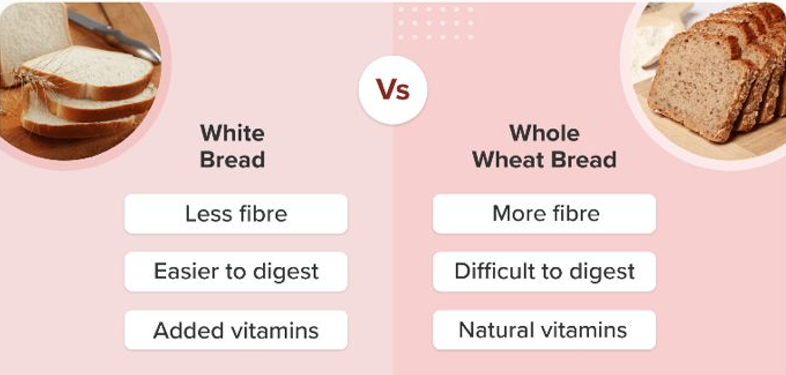 Vs
White
Bread
Whole
Wheat Bread
Less fibre
More fibre
Easier to digest
Difficult to digest
Added vitamins
Natural vitamins